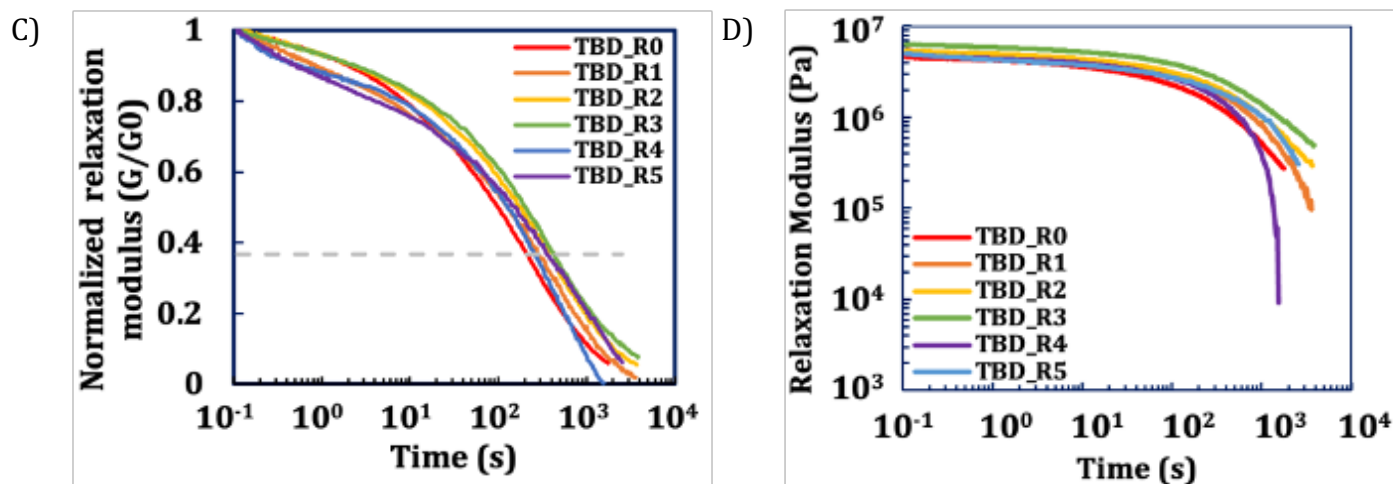 C)
Normalized relaxation
modulus (G/G0)
1
0.8
0.6
0.4
0.2
0
TBD_R0
TBD_R1
TBD_R2
TBD_R3
TBD_R4
TBD_R5
10⁻¹ 10⁰ 10¹ 10² 10³ 10⁴
Time (s)
D)
Relaxation Modulus (Pa)
10⁷
10⁶
10⁵
10⁴
10³
TBD_R0
TBD_R1
TBD_R2
TBD_R3
TBD_R4
TBD_R5
10⁻¹ 10⁰ 10¹ 10² 10³ 10⁴
Time (s)